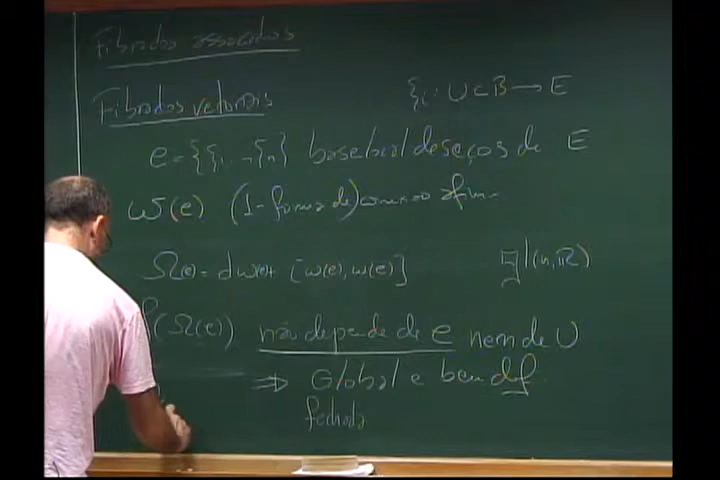 Fibrados associados
Fibrados vetoriais
ξi : U ⊂ B → E
e = {ξ1 , ξn} base local de seções de E
ω(e) (1-forma de) conexão afim
Ω(e) = dω(e)+ [ω(e), ω(e)]
gl(n, ℝ)
P(Ω(e)) não depende de e nem de U
⇒ Global e bem def
fechada